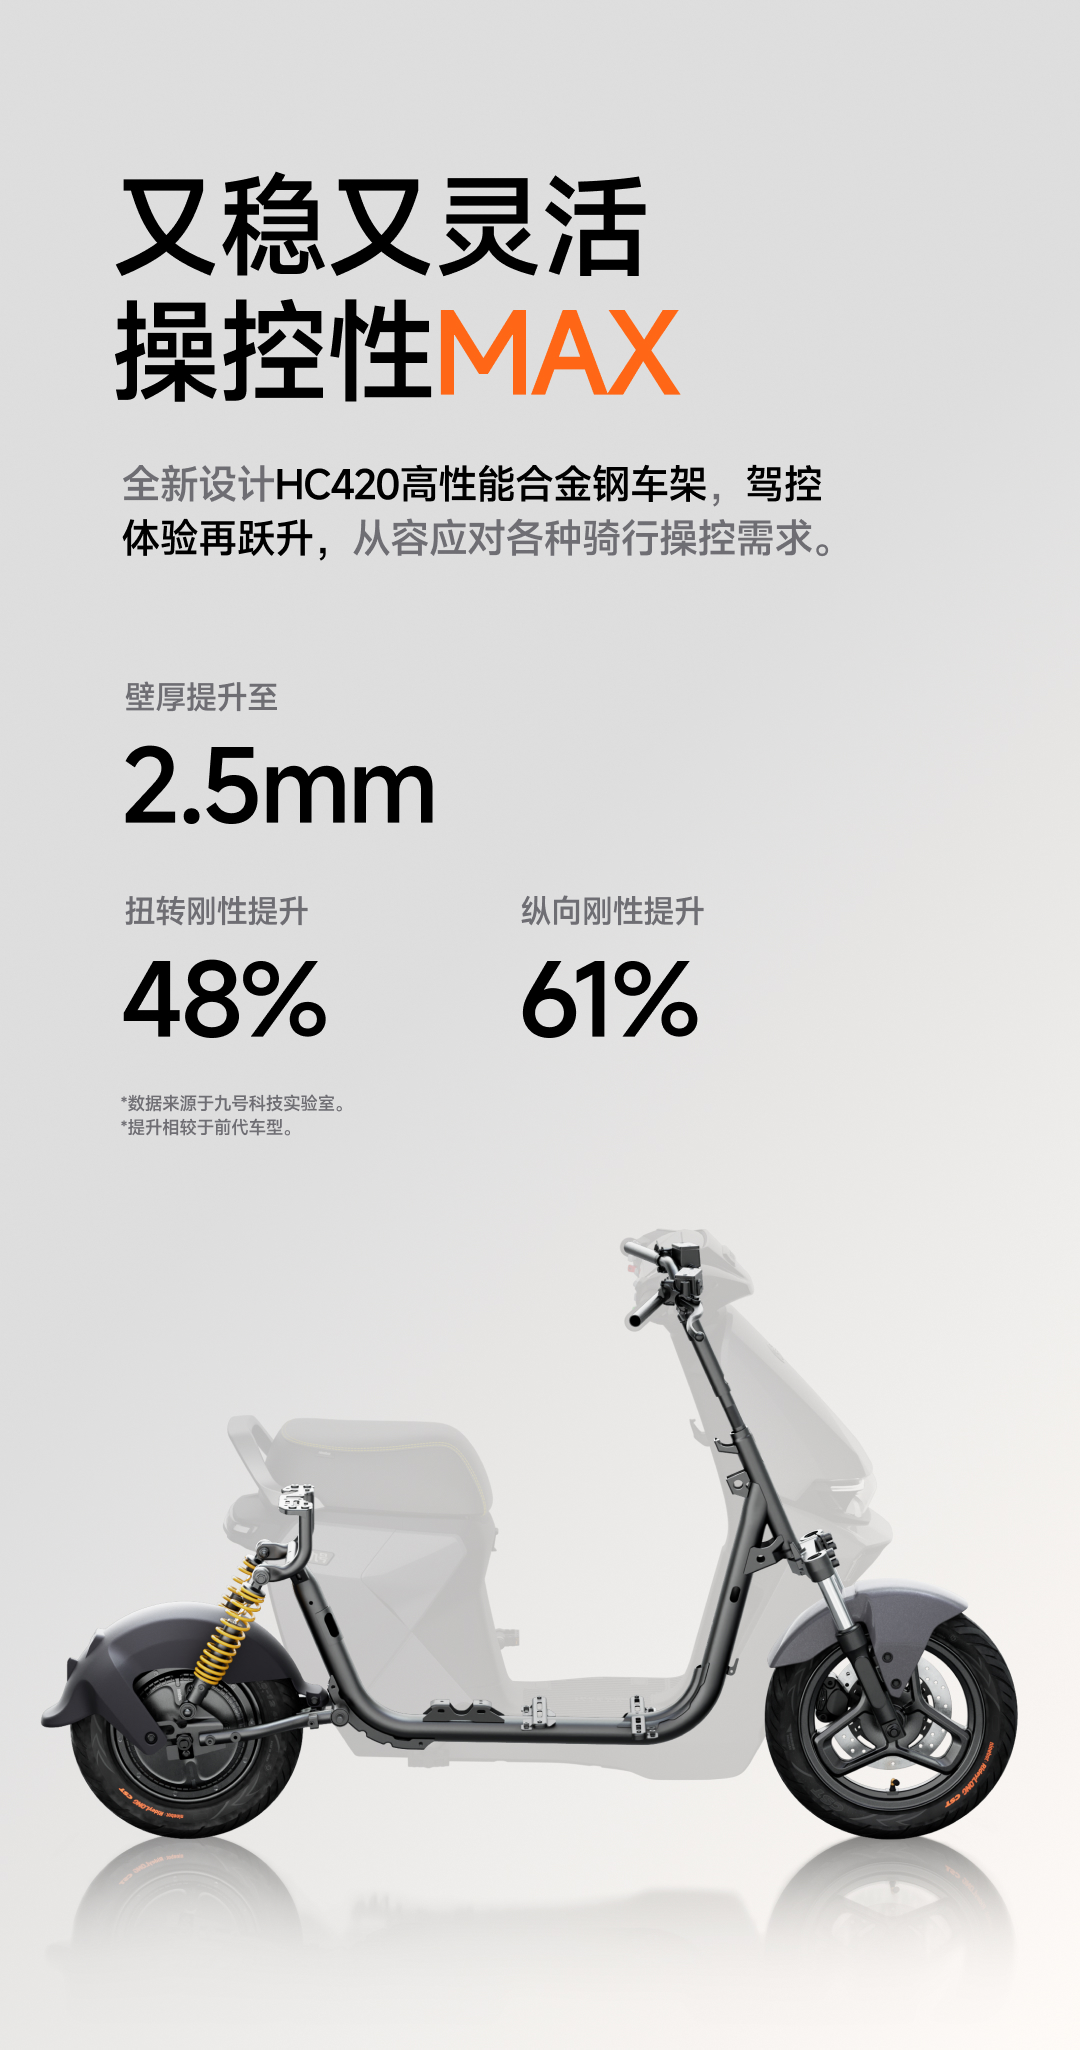 又稳又灵活
操控性MAX
全新设计HC420高性能合金钢车架，驾控
体验再跃升，从容应对各种骑行操控需求。
壁厚提升至
2.5mm
扭转刚性提升
48%
纵向刚性提升
61%
*数据来源于九号科技实验室。
*提升相较于前代车型。
CST
CST